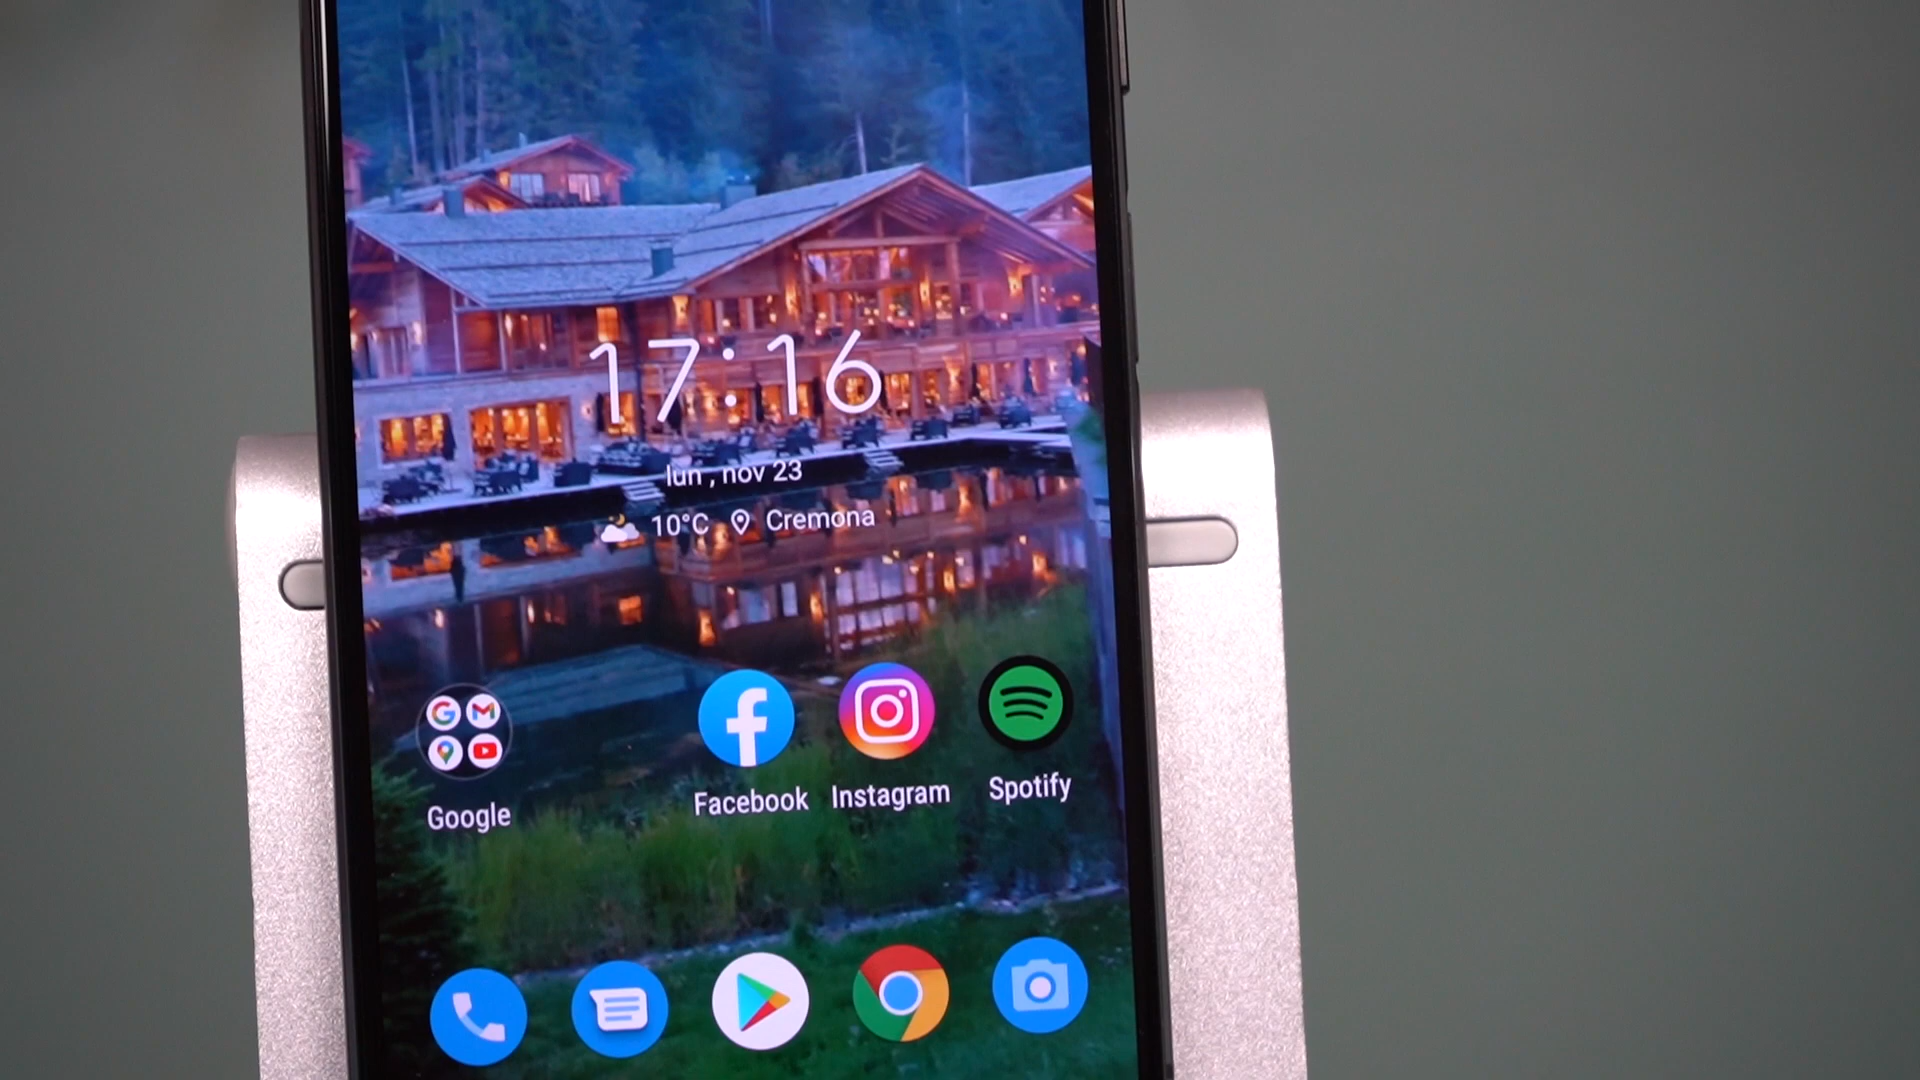 17:16
lun , nov 23
10°C Cremona
Google
Facebook
Instagram
Spotify